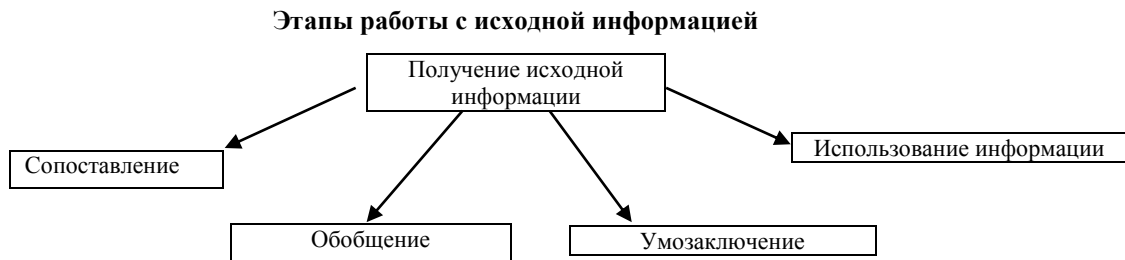 Этапы работы с исходной информацией
Получение исходной
информации
Сопоставление
Использование информации
Обобщение
Умозаключение